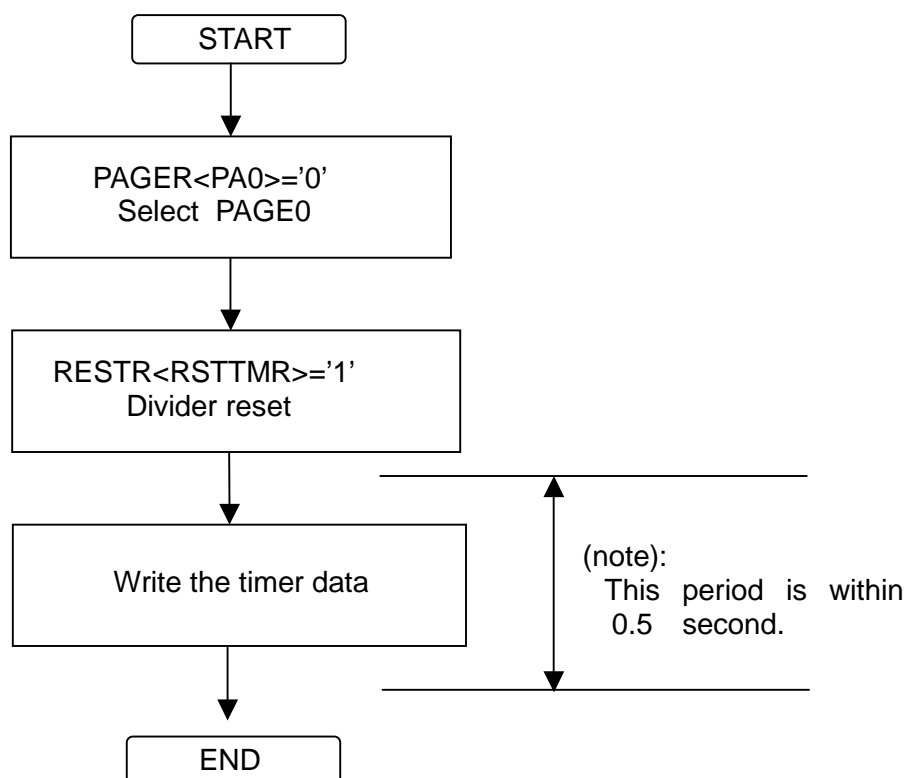 START
PAGER<PA0>='0'
Select PAGE0
RESTR<RSTTMR>='1'
Divider reset
Write the timer data
(note):
This period is within
0.5 second.
END